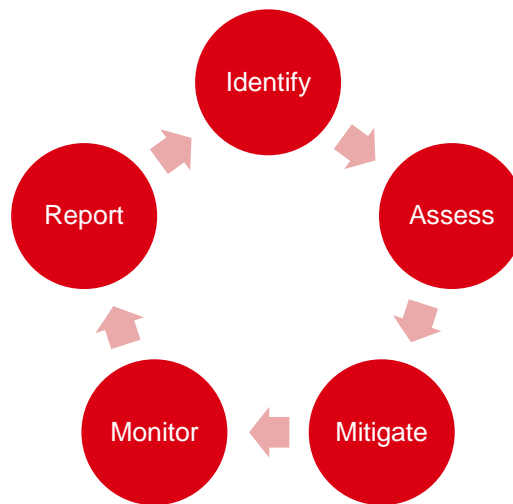 Identify
Assess
Mitigate
Monitor
Report